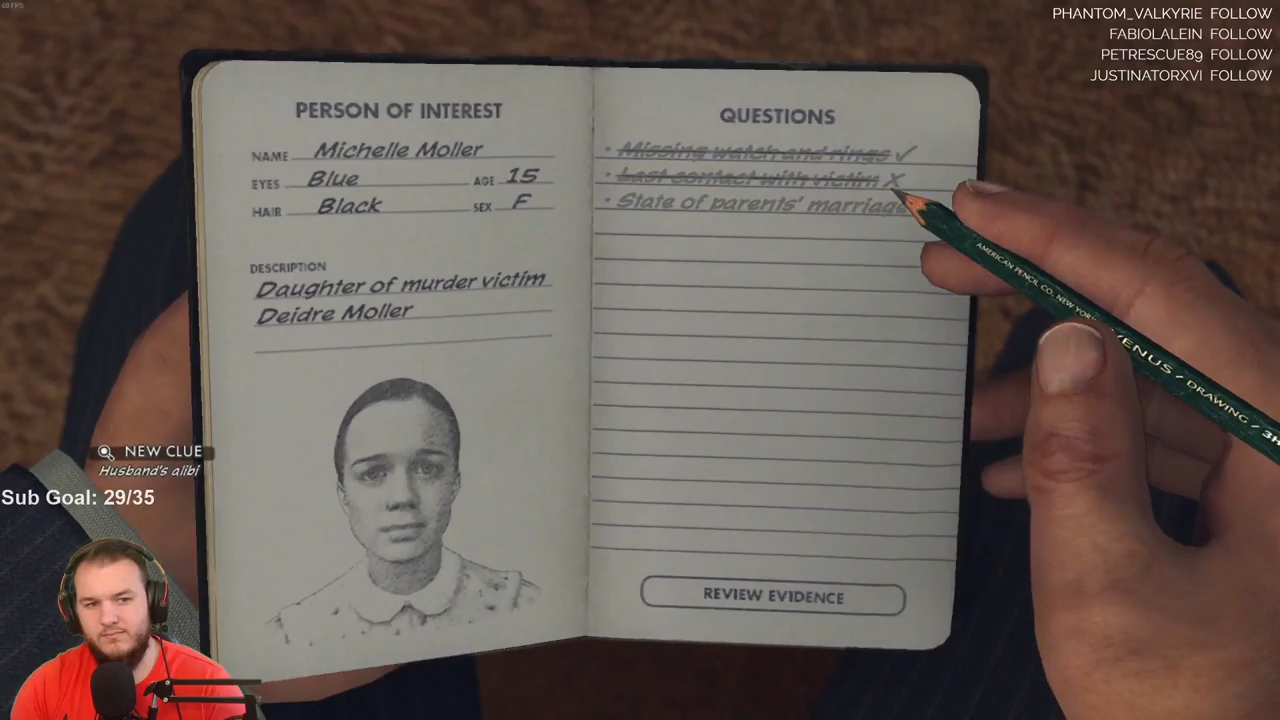 60 FPS
PHANTOM_VALKYRIE FOLLOW
FABIOLALEIN FOLLOW
PETRESCUE89 FOLLOW
JUSTINATORXVI FOLLOW
PERSON OF INTEREST
NAME Michelle Moller
EYES Blue AGE 15
HAIR Black SEX F
DESCRIPTION
Daughter of murder victim
Deidre Moller
QUESTIONS
• Missing watch and rings ✓
• Last contact with victim X
• State of parents' marriage
REVIEW EVIDENCE
AMERICAN PENCIL CO. NEW YORK
VENUS / DRAWING / 3H
NEW CLUE
Husband's alibi
Sub Goal: 29/35